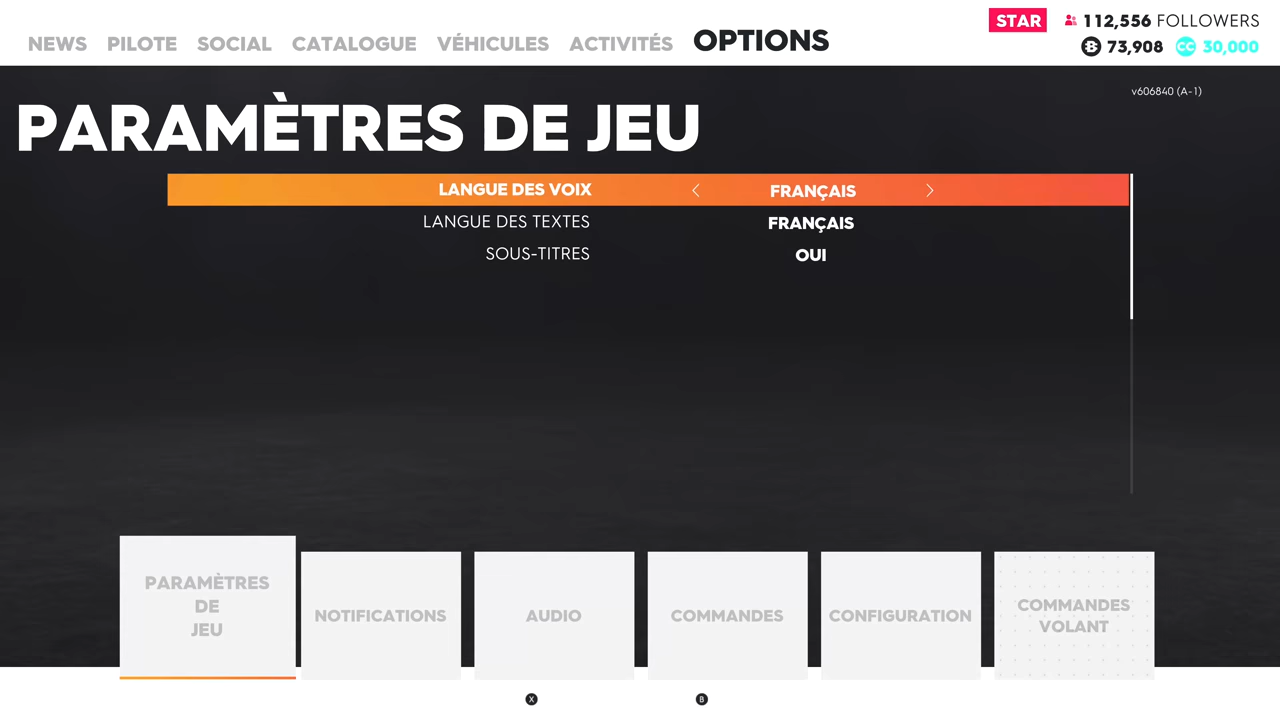 NEWS PILOTE SOCIAL CATALOGUE VÉHICULES ACTIVITÉS OPTIONS
STAR 112,556 FOLLOWERS
73,908 CC 30,000
v606840 (A-1)
PARAMÈTRES DE JEU
LANGUE DES VOIX < FRANÇAIS >
LANGUE DES TEXTES FRANÇAIS
SOUS-TITRES OUI
PARAMÈTRES
DE
JEU
NOTIFICATIONS
AUDIO
COMMANDES
CONFIGURATION
COMMANDES
VOLANT
X B